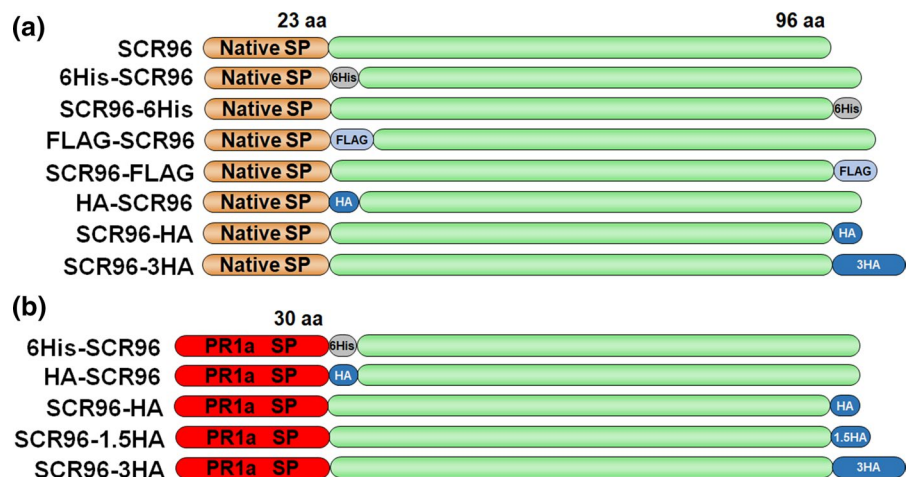 (a) 23 aa 96 aa
SCR96 Native SP
6His-SCR96 Native SP 6His
SCR96-6His Native SP 6His
FLAG-SCR96 Native SP FLAG
SCR96-FLAG Native SP FLAG
HA-SCR96 Native SP HA
SCR96-HA Native SP HA
SCR96-3HA Native SP 3HA
(b) 30 aa
6His-SCR96 PR1a SP 6His
HA-SCR96 PR1a SP HA
SCR96-HA PR1a SP HA
SCR96-1.5HA PR1a SP 1.5HA
SCR96-3HA PR1a SP 3HA